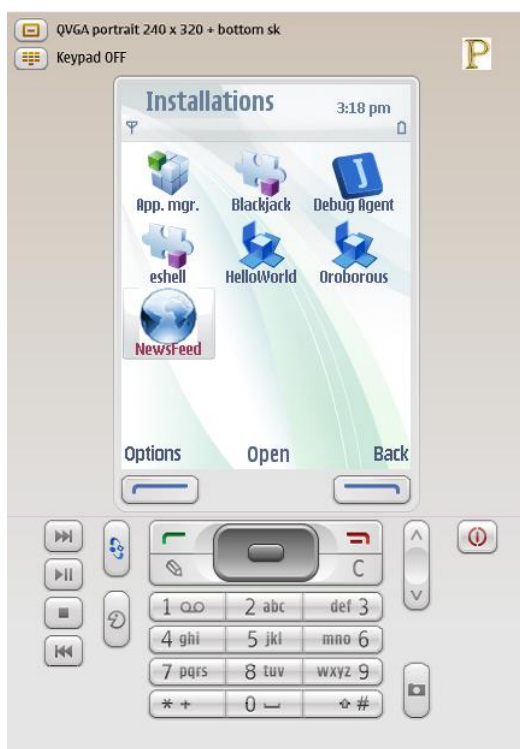 QVGA portrait 240 x 320 + bottom sk
Keypad OFF
P
Installations
3:18 pm
App. mgr. Blackjack Debug Agent
eshell HelloWorld Oroborous
NewsFeed
Options Open Back
C
1 2 abc def 3
4 ghi 5 jkl mno 6
7 pqrs 8 tuv wxyz 9
* + 0 #